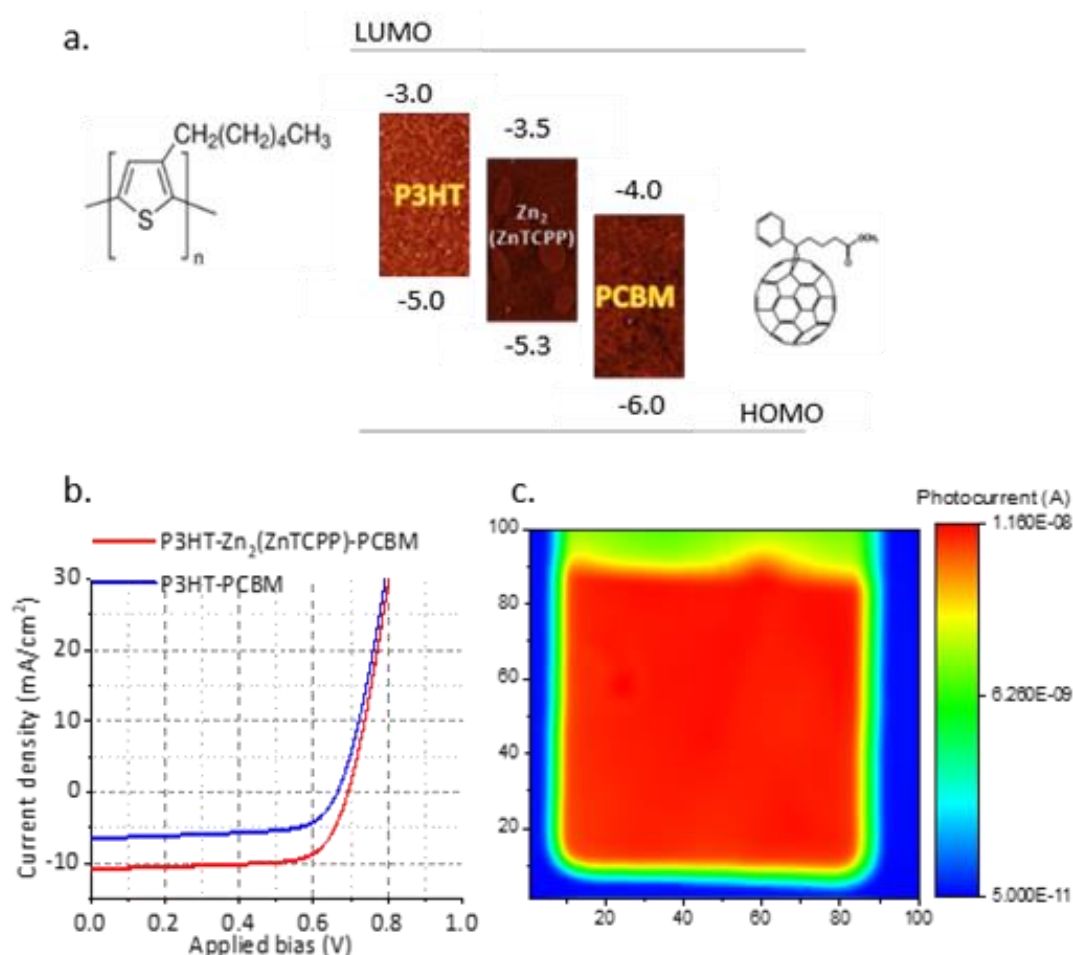 a.
LUMO
-3.0
-3.5
-4.0
CH₂(CH₂)₄CH₃
S
n
P3HT
Zn₂
(ZnTCPP)
PCBM
-5.0
-5.3
-6.0
HOMO
O
b.
P3HT-Zn₂(ZnTCPP)-PCBM
P3HT-PCBM
Current density (mA/cm²)
30
20
10
0
-10
0.0 0.2 0.4 0.6 0.8 1.0
Applied bias (V)
c.
Photocurrent (A)
1.160E-08
6.260E-09
5.000E-11
100
80
60
40
20
20 40 60 80 100